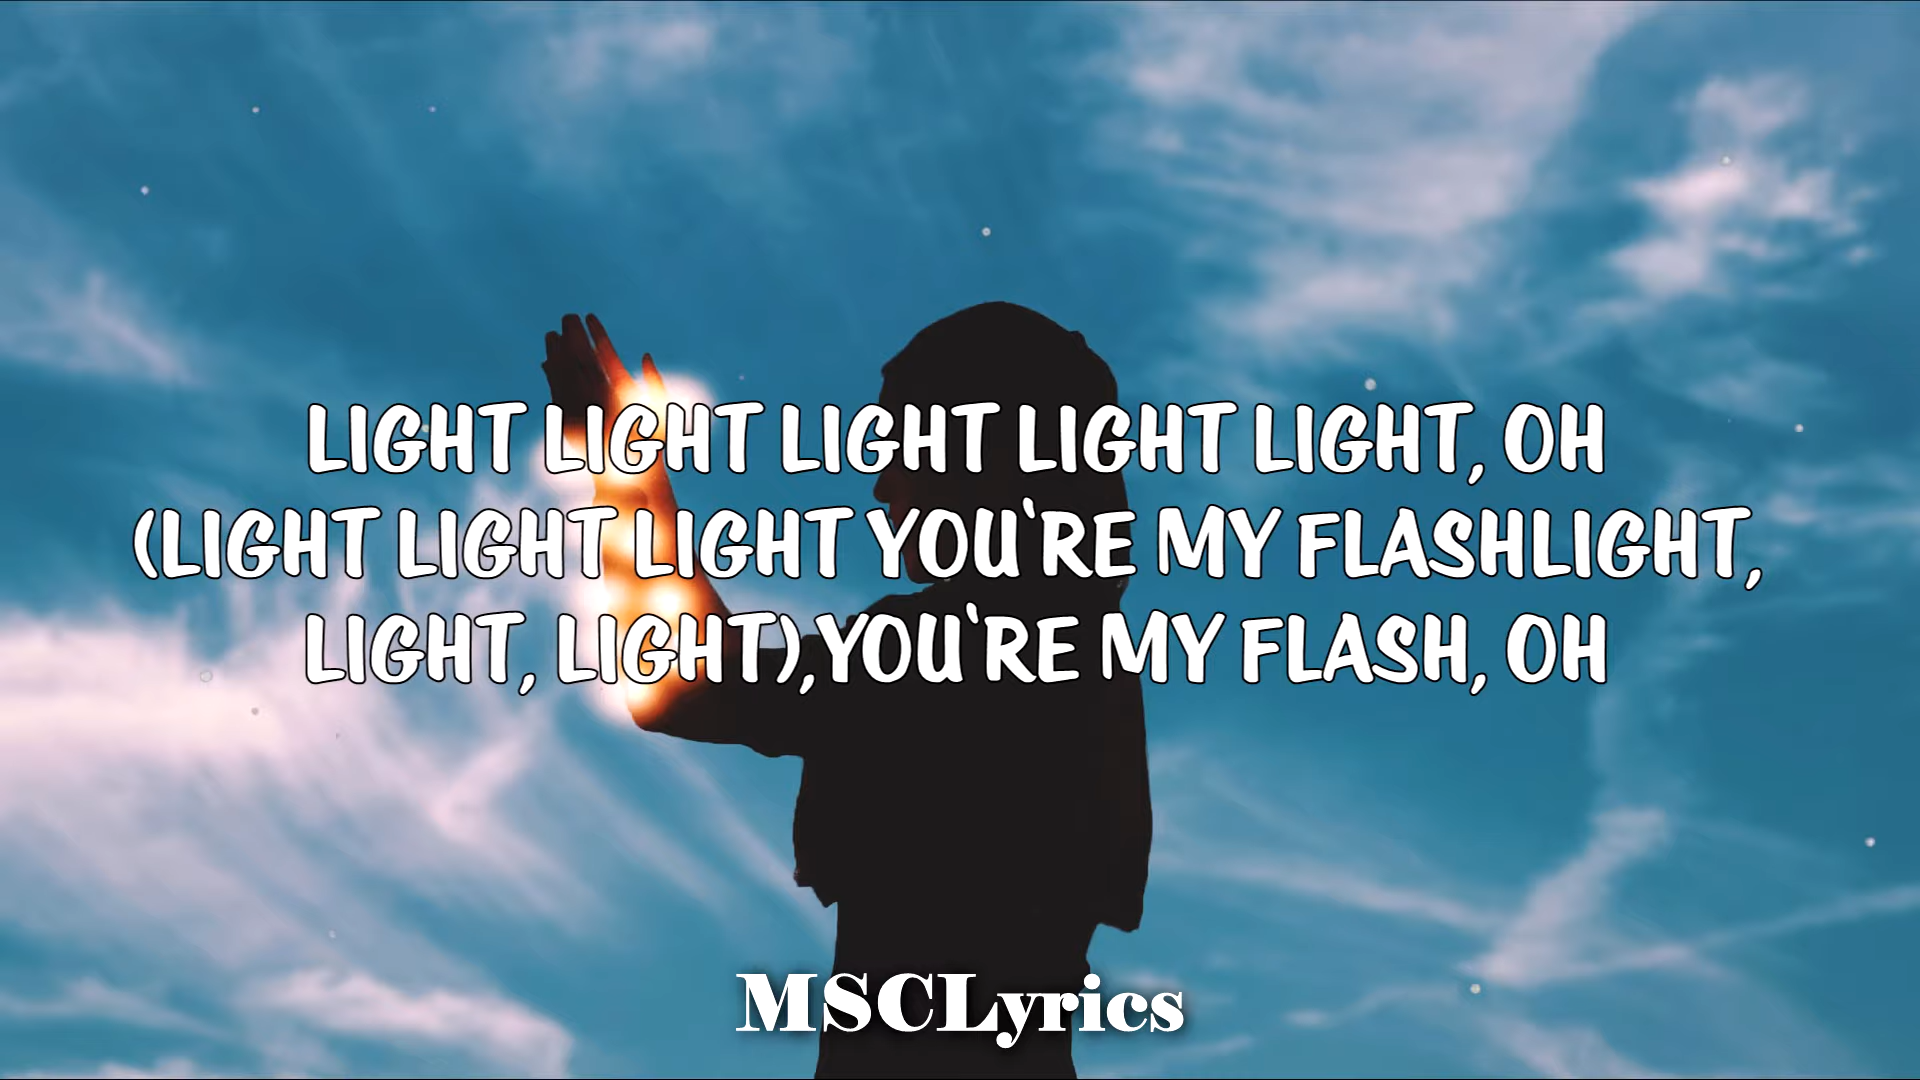 LIGHT LIGHT LIGHT LIGHT LIGHT, OH
(LIGHT LIGHT LIGHT YOU'RE MY FLASHLIGHT,
LIGHT, LIGHT),YOU'RE MY FLASH, OH
MSCLyrics